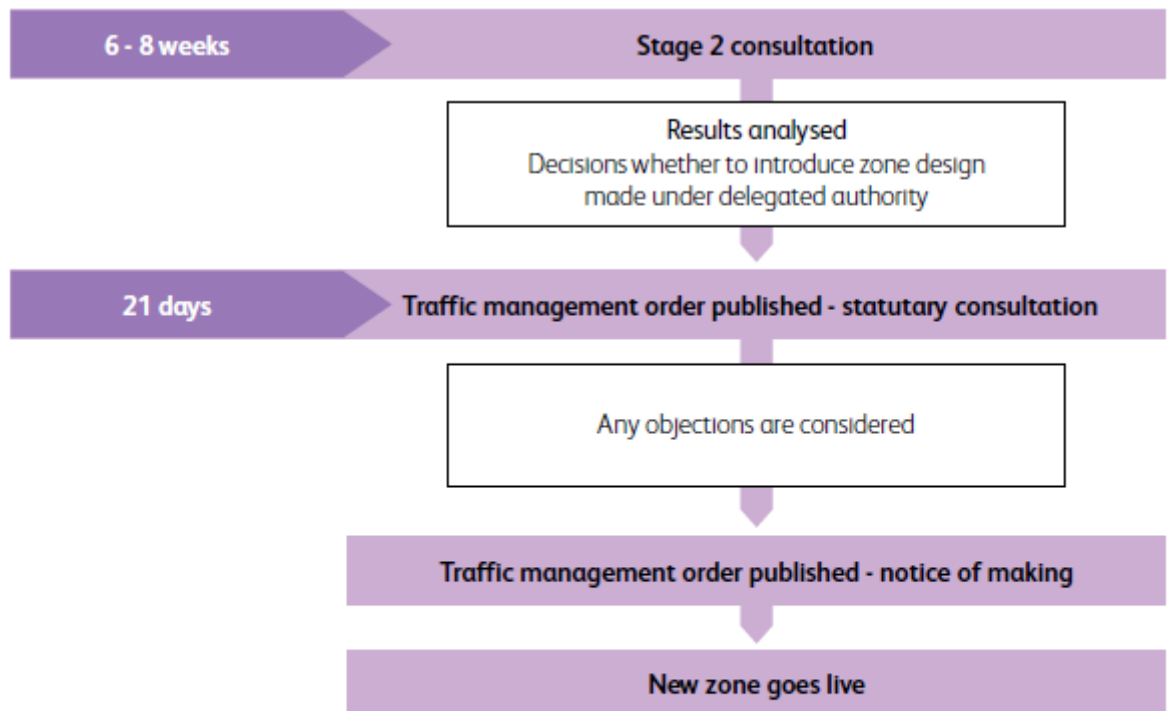 6 - 8 weeks
Stage 2 consultation
Results analysed
Decisions whether to introduce zone design
made under delegated authority
21 days
Traffic management order published - statutary consultation
Any objections are considered
Traffic management order published - notice of making
New zone goes live